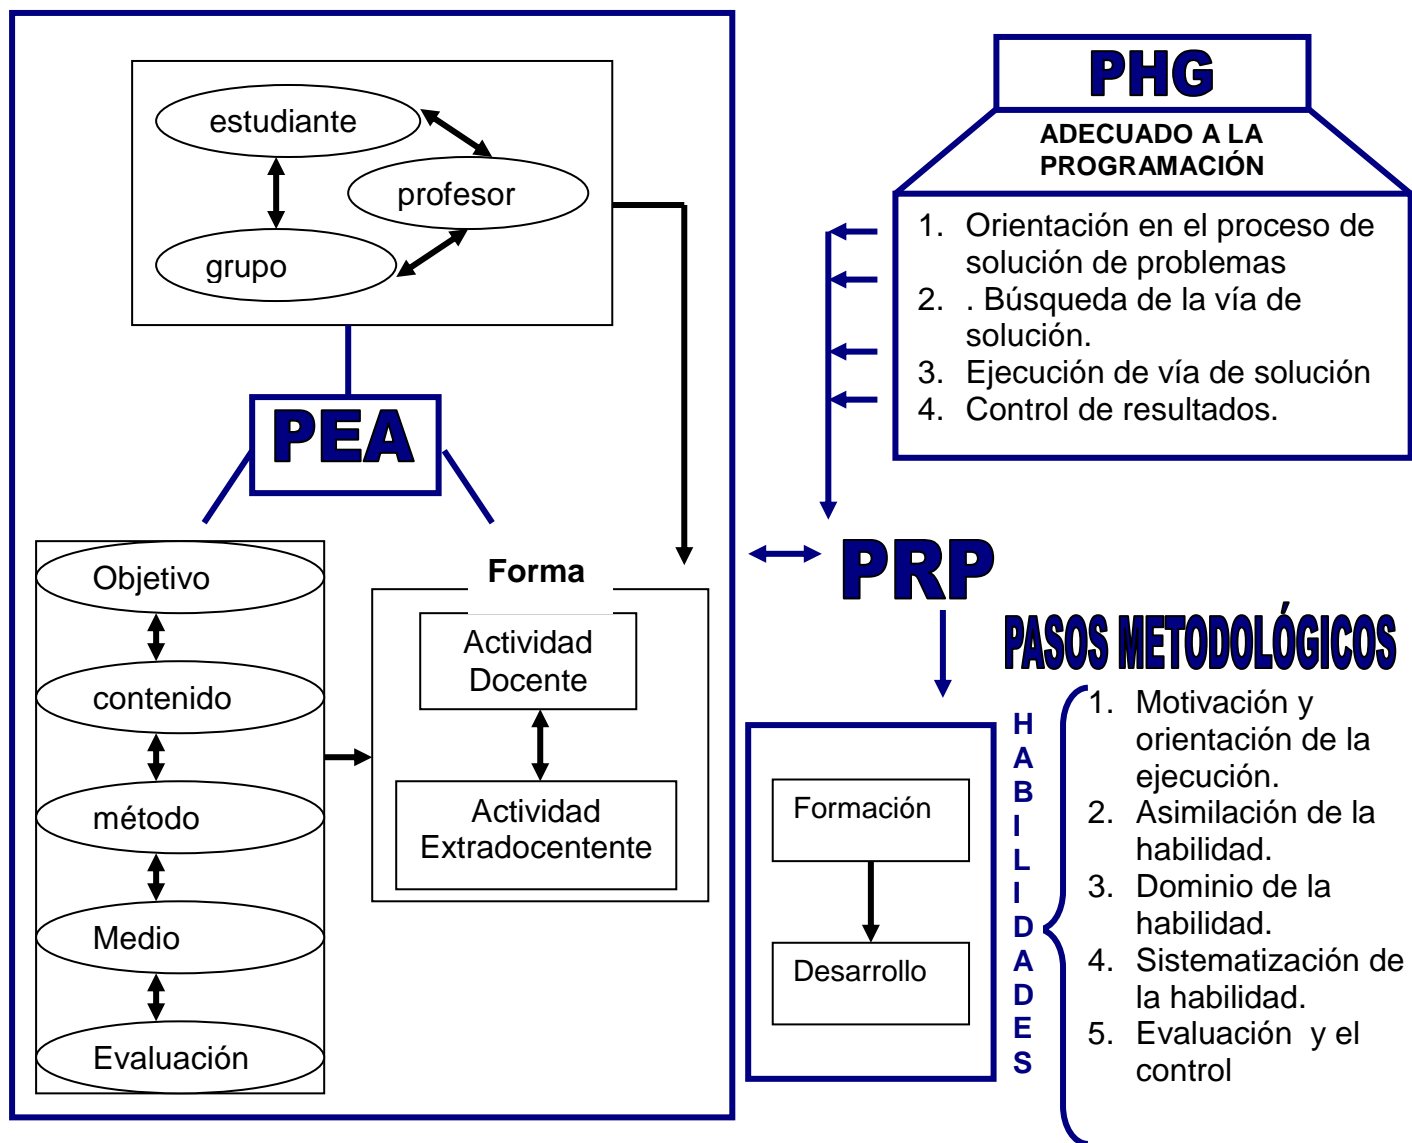 estudiante
profesor
grupo
PEA
Objetivo
contenido
método
Medio
Evaluación
Forma
Actividad
Docente
Actividad
Extradocentente
PHG
ADECUADO A LA
PROGRAMACIÓN
1. Orientación en el proceso de
solución de problemas
2. . Búsqueda de la vía de
solución.
3. Ejecución de vía de solución
4. Control de resultados.
PRP
PASOS METODOLÓGICOS
Formación
Desarrollo
HABILIDADES
1. Motivación y
orientación de la
ejecución.
2. Asimilación de la
habilidad.
3. Dominio de la
habilidad.
4. Sistematización de
la habilidad.
5. Evaluación y el
control